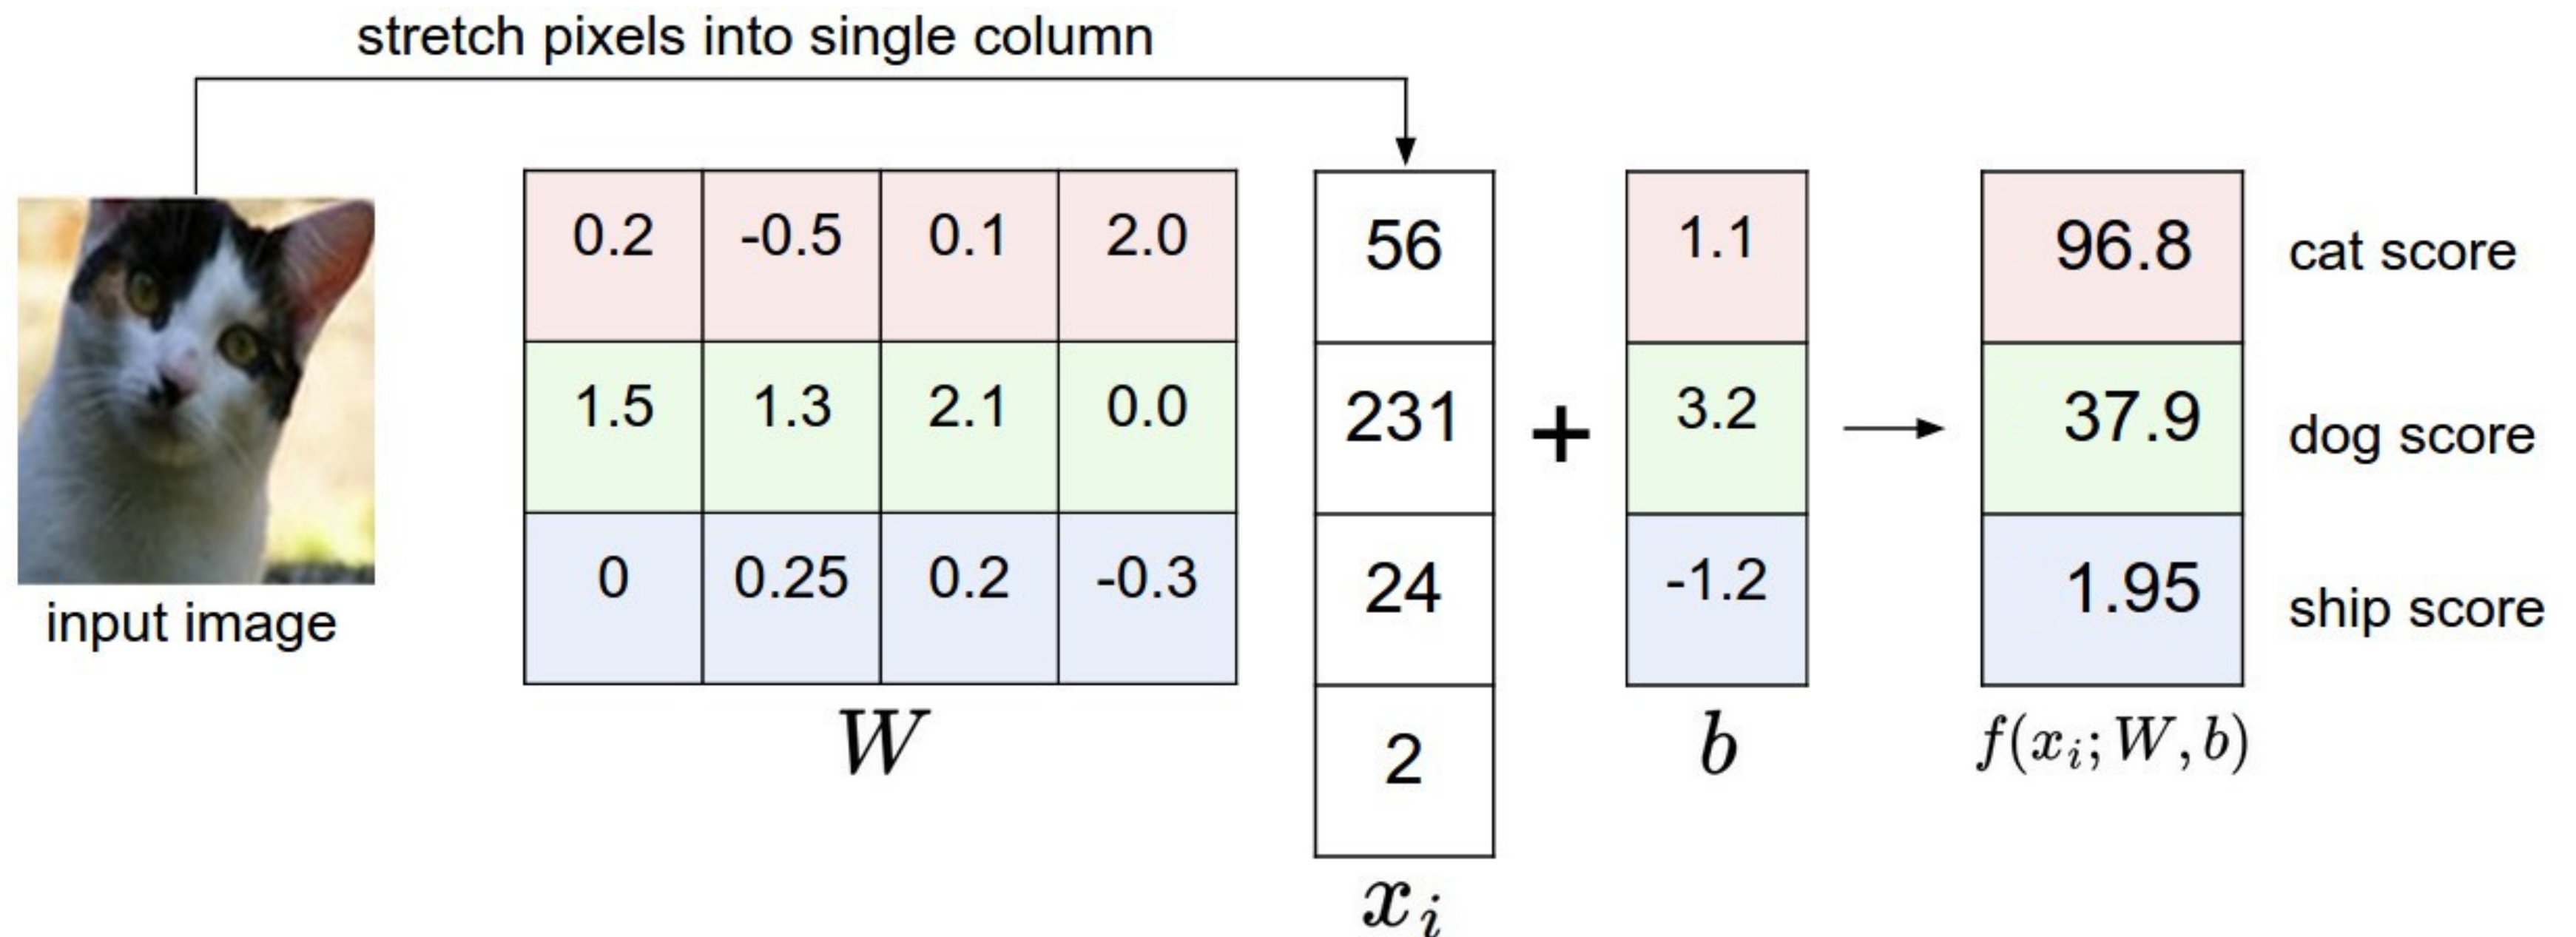 stretch pixels into single column
0.2 -0.5 0.1 2.0
1.5 1.3 2.1 0.0
0 0.25 0.2 -0.3
W
56
231
24
2
x_i
+
1.1
3.2
-1.2
b
96.8 cat score
37.9 dog score
1.95 ship score
f(x_i; W, b)
input image